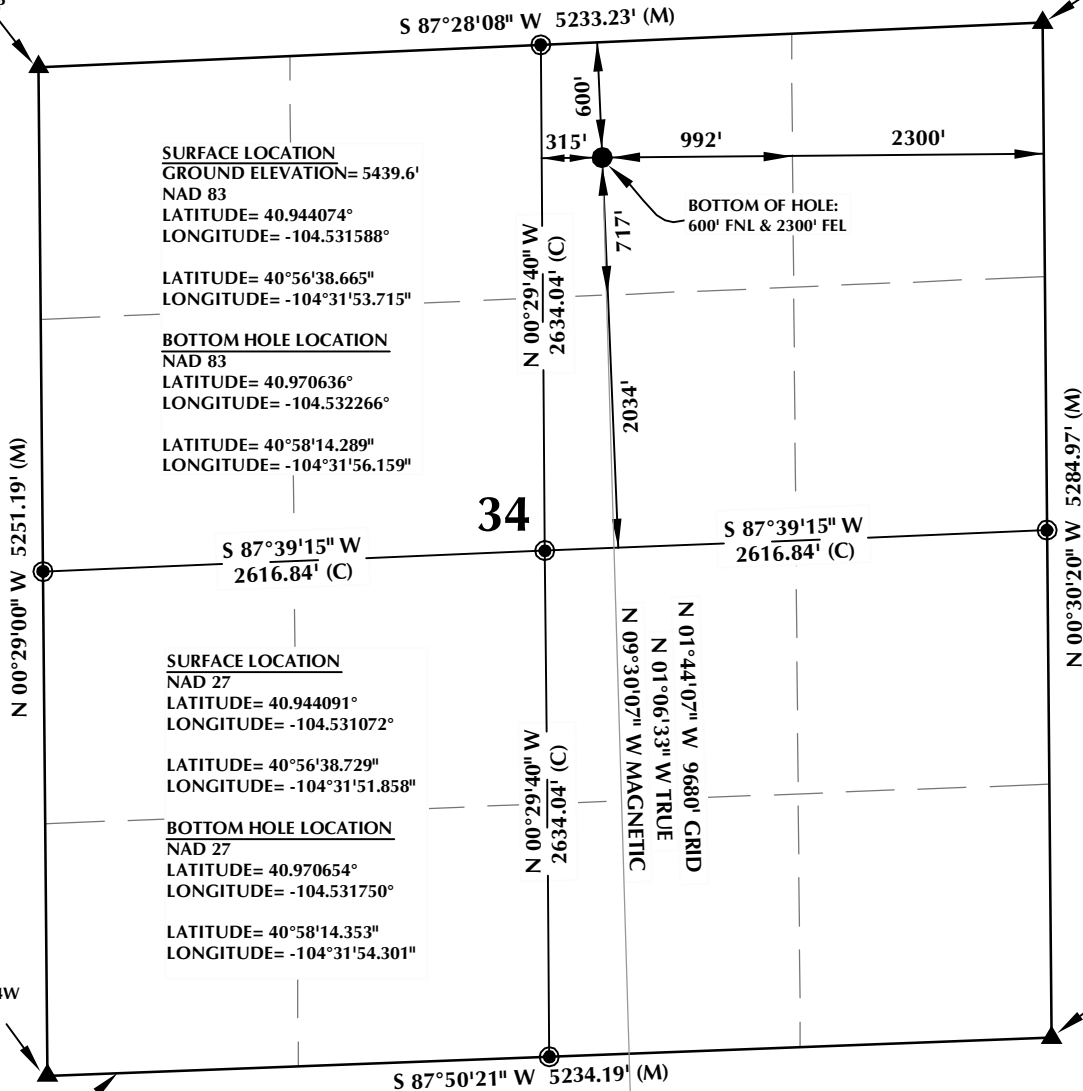 S 87°28'08" W 5233.23' (M)
600'
315'
992'
2300'
BOTTOM OF HOLE:
600' FNL & 2300' FEL
717'
2034'
SURFACE LOCATION
GROUND ELEVATION= 5439.6'
NAD 83
LATITUDE= 40.944074°
LONGITUDE= -104.531588°
LATITUDE= 40°56'38.665"
LONGITUDE= -104°31'53.715"
BOTTOM HOLE LOCATION
NAD 83
LATITUDE= 40.970636°
LONGITUDE= -104.532266°
LATITUDE= 40°58'14.289"
LONGITUDE= -104°31'56.159"
N 00°29'40" W
2634.04' (C)
N 00°29'00" W 5251.19' (M)
34
S 87°39'15" W
2616.84' (C)
S 87°39'15" W
2616.84' (C)
N 00°30'20" W 5284.97' (M)
SURFACE LOCATION
NAD 27
LATITUDE= 40.944091°
LONGITUDE= -104.531072°
LATITUDE= 40°56'38.729"
LONGITUDE= -104°31'51.858"
BOTTOM HOLE LOCATION
NAD 27
LATITUDE= 40.970654°
LONGITUDE= -104.531750°
LATITUDE= 40°58'14.353"
LONGITUDE= -104°31'54.301"
N 00°29'40" W
2634.04' (C)
N 01°44'07" W 9680' GRID
N 01°06'33" W TRUE
N 09°30'07" W MAGNETIC
S 87°50'21" W 5234.19' (M)